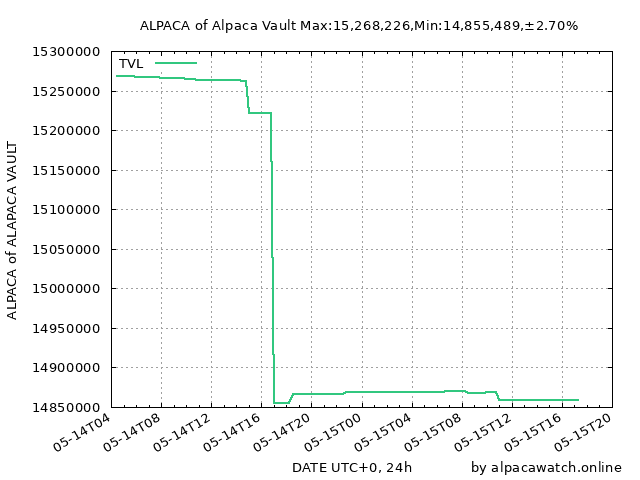 ALPACA of Alpaca Vault Max:15,268,226,Min:14,855,489,±2.70%
TVL
15300000
15250000
15200000
15150000
15100000
15050000
15000000
14950000
14900000
14850000
ALPACA of ALAPACA VAULT
05-14T04
05-14T08
05-14T12
05-14T16
05-14T20
05-15T00
05-15T04
05-15T08
05-15T12
05-15T16
05-15T20
DATE UTC+0, 24h
by alpacawatch.online